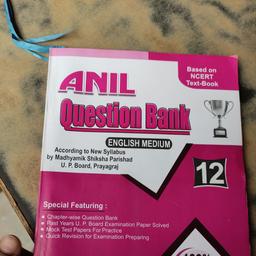 Based on
NCERT
Text-Book
ANIL
Question Bank
ENGLISH MEDIUM
According to New Syllabus
by Madhyamik Shiksha Parishad
U. P. Board, Prayagraj
12
Special Featuring :
• Chapter-wise Question Bank
• Past Years U. P. Board Examination Paper Solved
• Mock Test Papers For Practice
• Quick Revision for Examination Preparing
100%